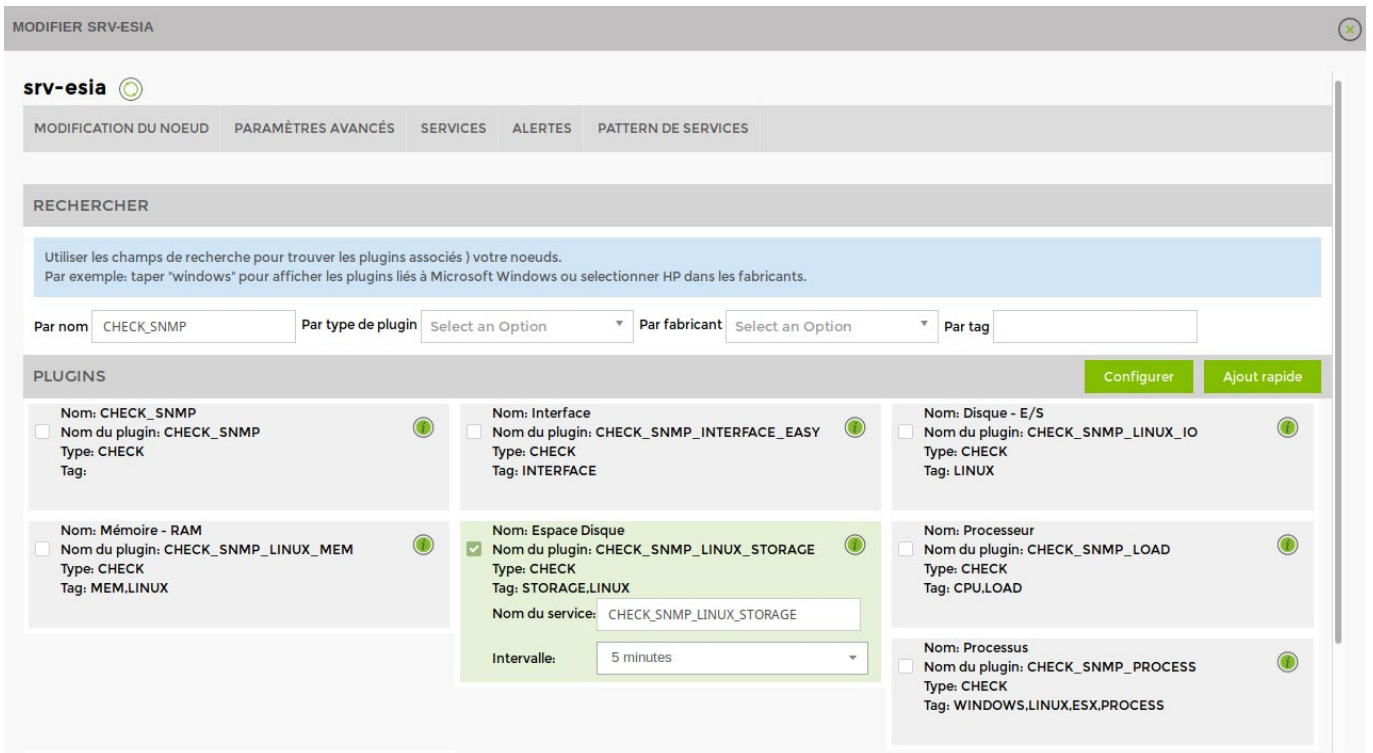 MODIFIER SRV-ESIA
srv-esia
MODIFICATION DU NOEUD PARAMÈTRES AVANCÉS SERVICES ALERTES PATTERN DE SERVICES
RECHERCHER
Utiliser les champs de recherche pour trouver les plugins associés ) votre noeuds.
Par exemple: taper "windows" pour afficher les plugins liés à Microsoft Windows ou selectionner HP dans les fabricants.
Par nom CHECK_SNMP Par type de plugin Select an Option Par fabricant Select an Option Par tag
PLUGINS Configurer Ajout rapide
Nom: CHECK_SNMP
Nom du plugin: CHECK_SNMP
Type: CHECK
Tag:
Nom: Interface
Nom du plugin: CHECK_SNMP_INTERFACE_EASY
Type: CHECK
Tag: INTERFACE
Nom: Disque - E/S
Nom du plugin: CHECK_SNMP_LINUX_IO
Type: CHECK
Tag: LINUX
Nom: Mémoire - RAM
Nom du plugin: CHECK_SNMP_LINUX_MEM
Type: CHECK
Tag: MEM,LINUX
Nom: Espace Disque
Nom du plugin: CHECK_SNMP_LINUX_STORAGE
Type: CHECK
Tag: STORAGE,LINUX
Nom du service: CHECK_SNMP_LINUX_STORAGE
Intervalle: 5 minutes
Nom: Processeur
Nom du plugin: CHECK_SNMP_LOAD
Type: CHECK
Tag: CPU,LOAD
Nom: Processus
Nom du plugin: CHECK_SNMP_PROCESS
Type: CHECK
Tag: WINDOWS,LINUX,ESX,PROCESS